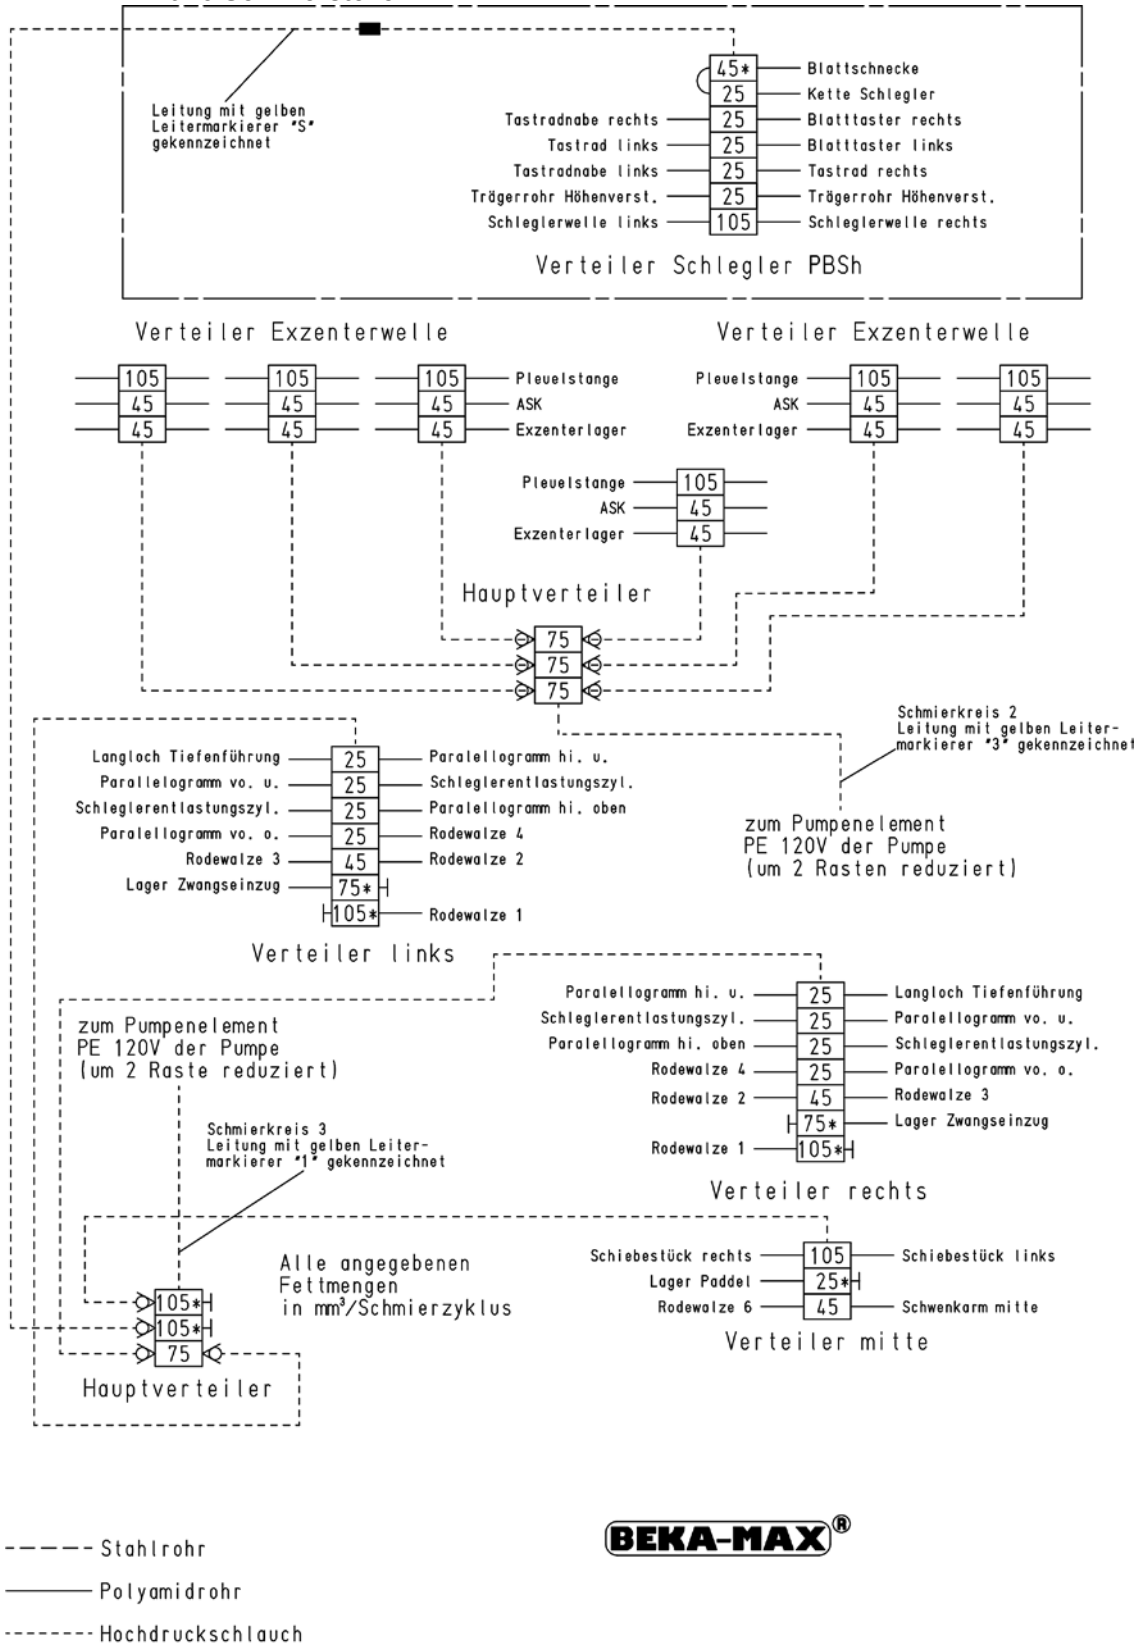 Leitung mit gelben
Leitermarkierer "S"
gekennzeichnet
45* Blattschnecke
25 Kette Schlegler
Tastradnabe rechts 25 Blatttaster rechts
Tastrad links 25 Blatttaster links
Tastradnabe links 25 Tastrad rechts
Trägerrohr Höhenverst. 25 Trägerrohr Höhenverst.
Schleglerwelle links 105 Schleglerwelle rechts
Verteiler Schlegler PBSh
Verteiler Exzenterwelle Verteiler Exzenterwelle
105 105 105 Pleuelstange Pleuelstange 105 105
45 45 45 ASK ASK 45 45
45 45 45 Exzenterlager Exzenterlager 45 45
Pleuelstange 105
ASK 45
Exzenterlager 45
Hauptverteiler
75
75
75
Schmierkreis 2
Leitung mit gelben Leiter-
markierer "3" gekennzeichnet
Langloch Tiefenführung 25 Paralellogramm hi. u.
Parallelogramm vo. u. 25 Schleglerentlastungszyl.
Schleglerentlastungszyl. 25 Paralellogramm hi. oben
Paralellogramm vo. o. 25 Rodewalze 4
Rodewalze 3 45 Rodewalze 2
Lager Zwangseinzug 75*
105* Rodewalze 1
Verteiler links
zum Pumpenelement
PE 120V der Pumpe
(um 2 Rasten reduziert)
Paralellogramm hi. u. 25 Langloch Tiefenführung
Schleglerentlastungszyl. 25 Paralellogramm vo. u.
Paralellogramm hi. oben 25 Schleglerentlastungszyl.
Rodewalze 4 25 Paralellogramm vo. o.
Rodewalze 2 45 Rodewalze 3
75* Lager Zwangseinzug
Rodewalze 1 105*
Verteiler rechts
zum Pumpenelement
PE 120V der Pumpe
(um 2 Raste reduziert)
Schmierkreis 3
Leitung mit gelben Leiter-
markierer "1" gekennzeichnet
Schiebestück rechts 105 Schiebestück links
Lager Paddel 25*
Rodewalze 6 45 Schwenkarm mitte
Verteiler mitte
Alle angegebenen
Fettmengen
in mm³/Schmierzyklus
105*
105*
75
Hauptverteiler
Stahlrohr
Polyamidrohr
Hochdruckschlauch
BEKA-MAX®